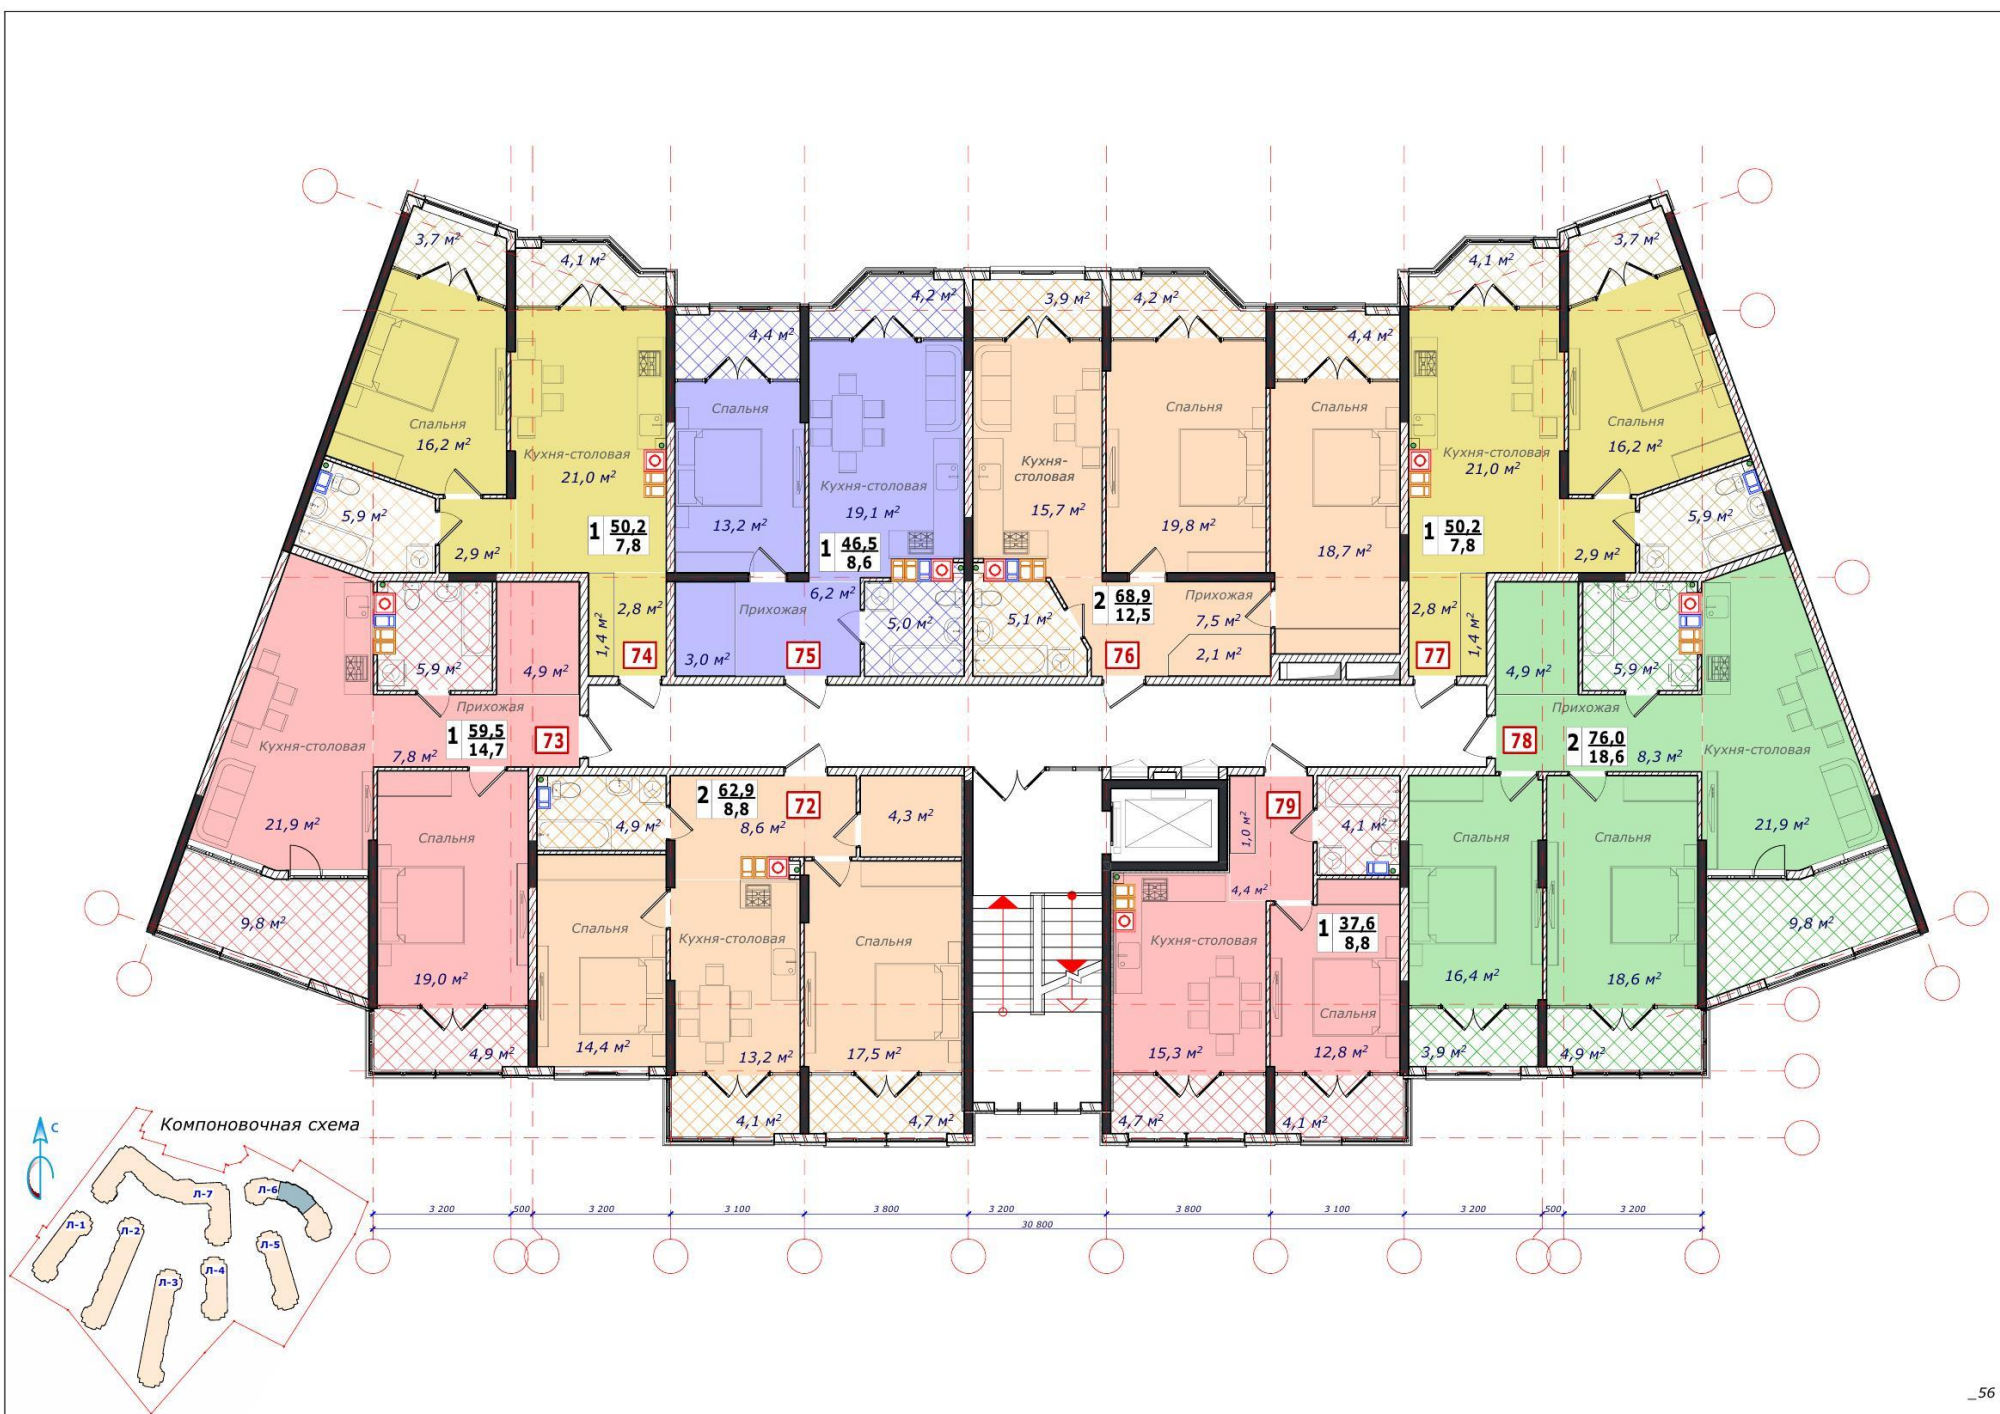 3,7 м²
4,1 м²
4,4 м²
4,2 м²
3,9 м²
4,2 м²
4,4 м²
4,1 м²
3,7 м²
Спальня
16,2 м²
Кухня-столовая
21,0 м²
5,9 м²
2,9 м²
1 50,2
7,8
1,4 м²
2,8 м²
74
Спальня
13,2 м²
Кухня-столовая
19,1 м²
1 46,5
8,6
6,2 м²
Прихожая
3,0 м²
75
5,0 м²
Кухня-
столовая
15,7 м²
Спальня
19,8 м²
Спальня
18,7 м²
5,1 м²
2 68,9
12,5
Прихожая
7,5 м²
2,1 м²
76
Кухня-столовая
21,0 м²
Спальня
16,2 м²
1 50,2
7,8
5,9 м²
2,9 м²
2,8 м²
1,4 м²
77
5,9 м²
4,9 м²
Прихожая
1 59,5
14,7
73
7,8 м²
Кухня-столовая
21,9 м²
9,8 м²
Спальня
19,0 м²
4,9 м²
4,9 м²
2 62,9
8,8
72
8,6 м²
4,3 м²
Спальня
14,4 м²
Кухня-столовая
13,2 м²
Спальня
17,5 м²
4,1 м²
4,7 м²
79
1,0 м²
4,1 м²
4,4 м²
1 37,6
8,8
Кухня-столовая
15,3 м²
Спальня
12,8 м²
4,7 м²
4,1 м²
4,9 м²
5,9 м²
Прихожая
78
2 76,0
18,6
8,3 м²
Кухня-столовая
21,9 м²
Спальня
16,4 м²
Спальня
18,6 м²
9,8 м²
3,9 м²
4,9 м²
С
Компоновочная схема
Л-7
Л-6
Л-1
Л-2
Л-5
Л-3
Л-4
3 200
500
3 200
3 100
3 800
3 200
3 800
3 100
3 200
500
3 200
30 800
_56